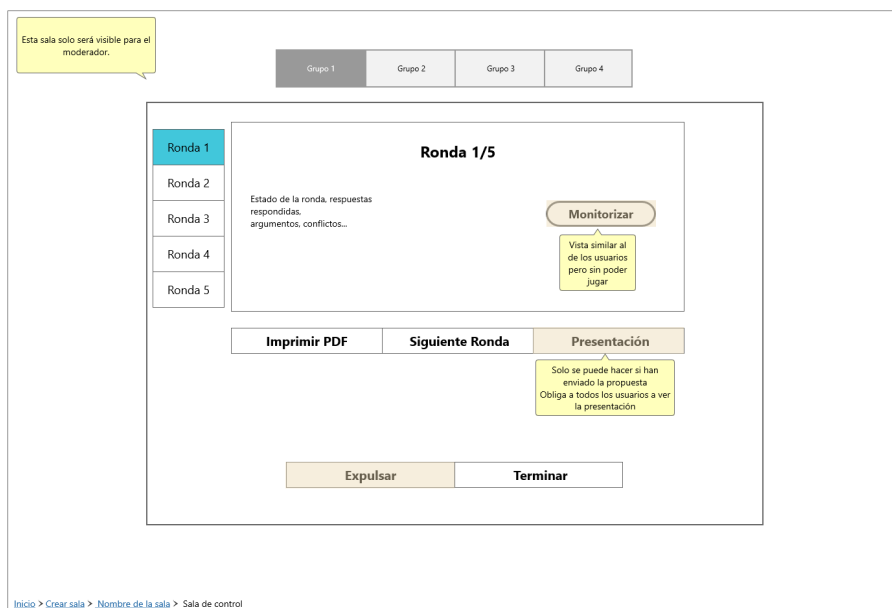 Esta sala solo será visible para el
moderador.
Grupo 1
Grupo 2
Grupo 3
Grupo 4
Ronda 1
Ronda 2
Ronda 3
Ronda 4
Ronda 5
Ronda 1/5
Estado de la ronda, respuestas
respondidas,
argumentos, conflictos...
Monitorizar
Vista similar al
de los usuarios
pero sin poder
jugar
Imprimir PDF
Siguiente Ronda
Presentación
Solo se puede hacer si han
enviado la propuesta
Obliga a todos los usuarios a ver
la presentación
Expulsar
Terminar
Inicio > Crear sala > Nombre de la sala > Sala de control